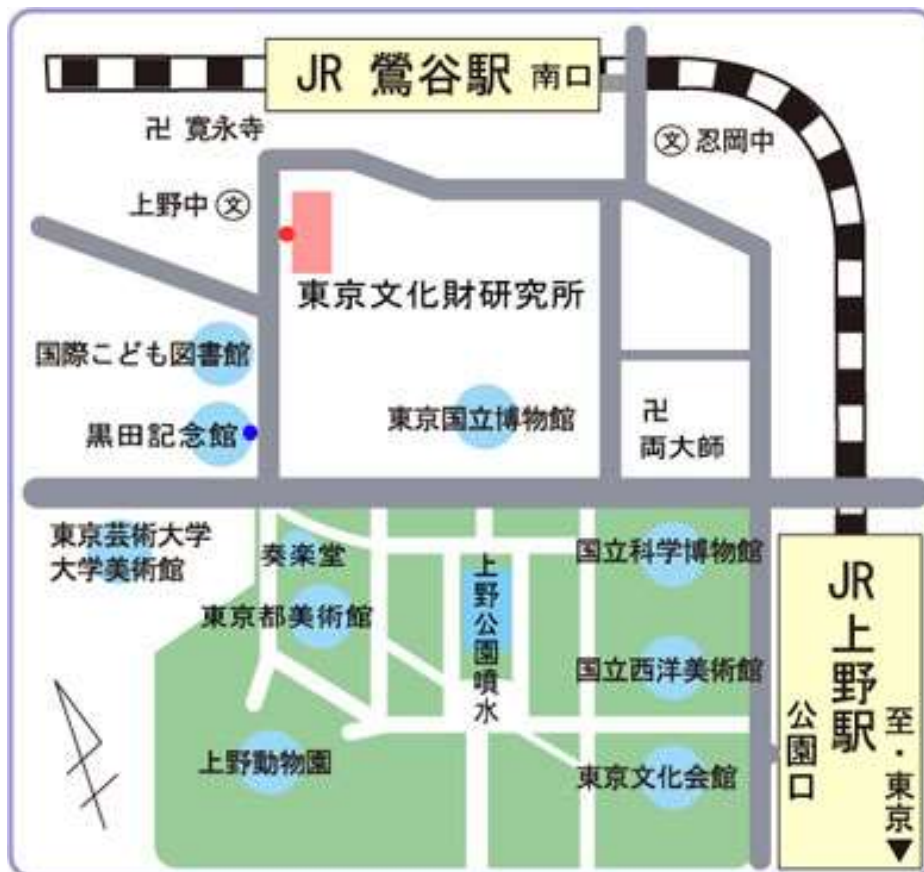 JR 鶯谷駅 南口
卍 寛永寺
文 忍岡中
上野中 文
東京文化財研究所
国際こども図書館
東京国立博物館
黒田記念館
卍
両大師
東京芸術大学
大学美術館
奏楽堂
国立科学博物館
東京都美術館
上野公園噴水
国立西洋美術館
上野動物園
東京文化会館
JR 上野駅
公園口
至・東京▼